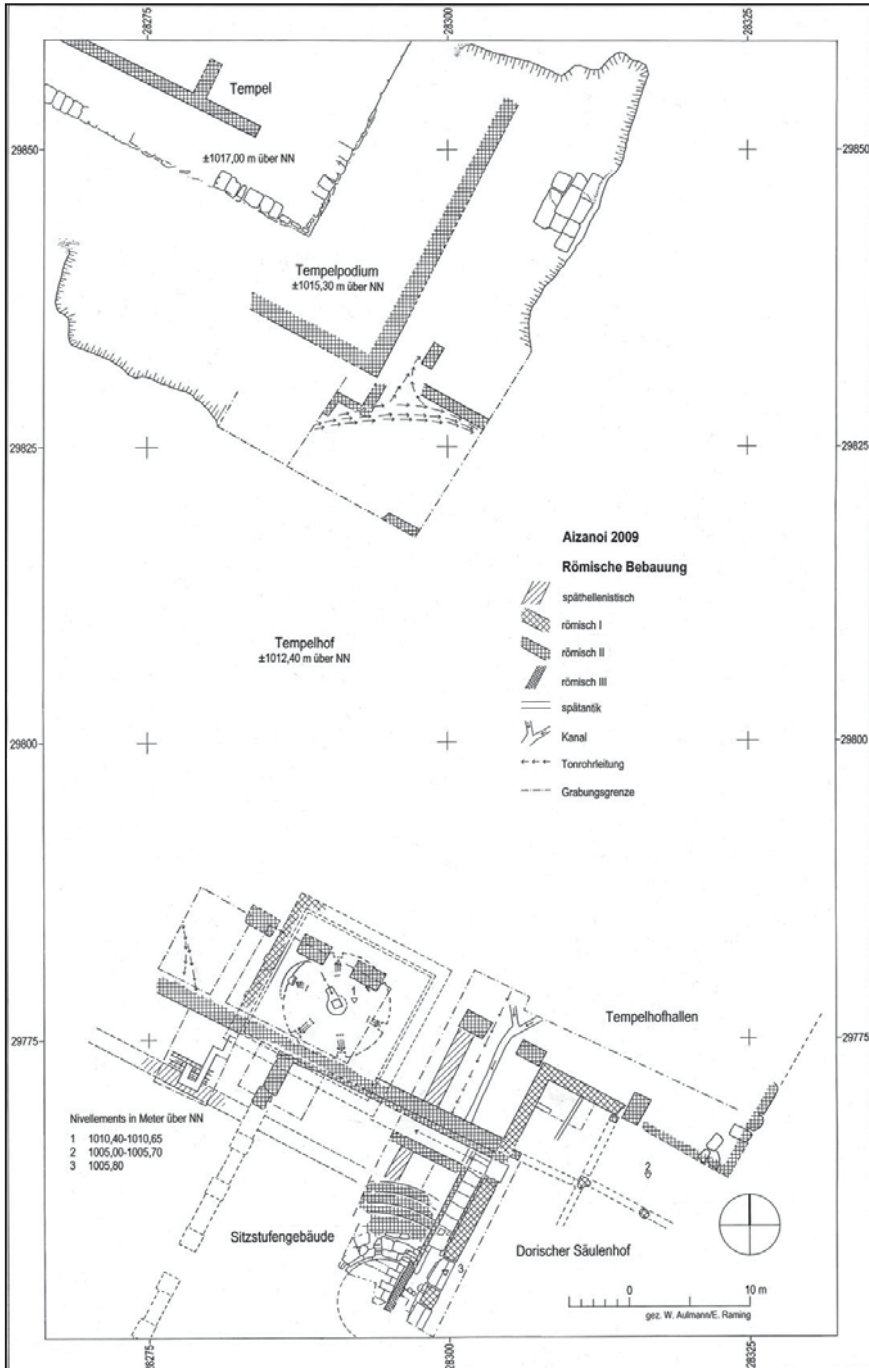 28275
28300
28325
Tempel
±1017,00 m über NN
29850
29850
Tempelpodium
±1015,30 m über NN
29825
29825
Aizanoi 2009
Römische Bebauung
späthellenistisch
römisch I
römisch II
römisch III
spätantik
Kanal
Tonrohrleitung
Grabungsgrenze
Tempelhof
±1012,40 m über NN
29800
29800
1
Tempelhofhallen
29775
29775
Nivellements in Meter über NN
1 1010,40-1010,65
2 1005,00-1005,70
3 1005,80
2
Sitzstufengebäude
Dorischer Säulenhof
3
0 10 m
gez. W. Aulmann/E. Raming
28275
28300
28325